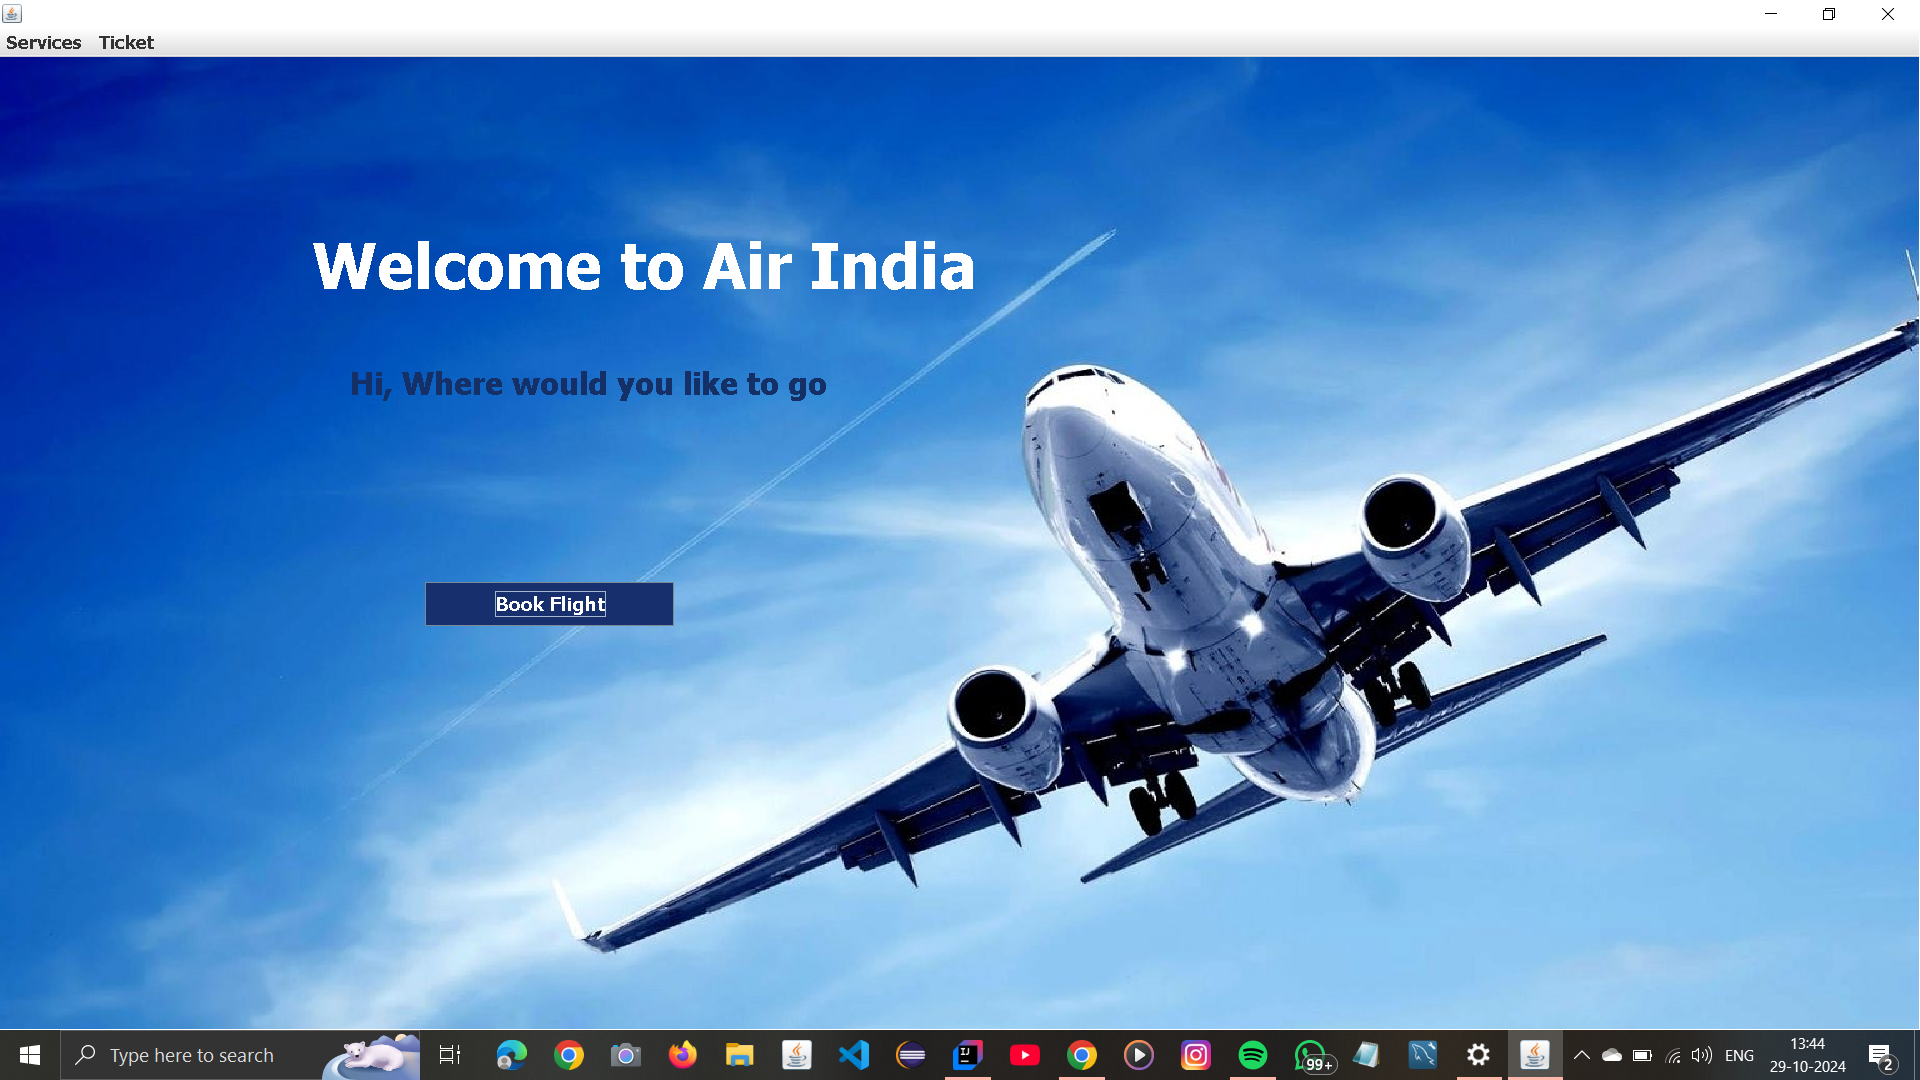 Services Ticket
Welcome to Air India
Hi, Where would you like to go
Book Flight
Type here to search
99+
ENG
13:44
29-10-2024
2